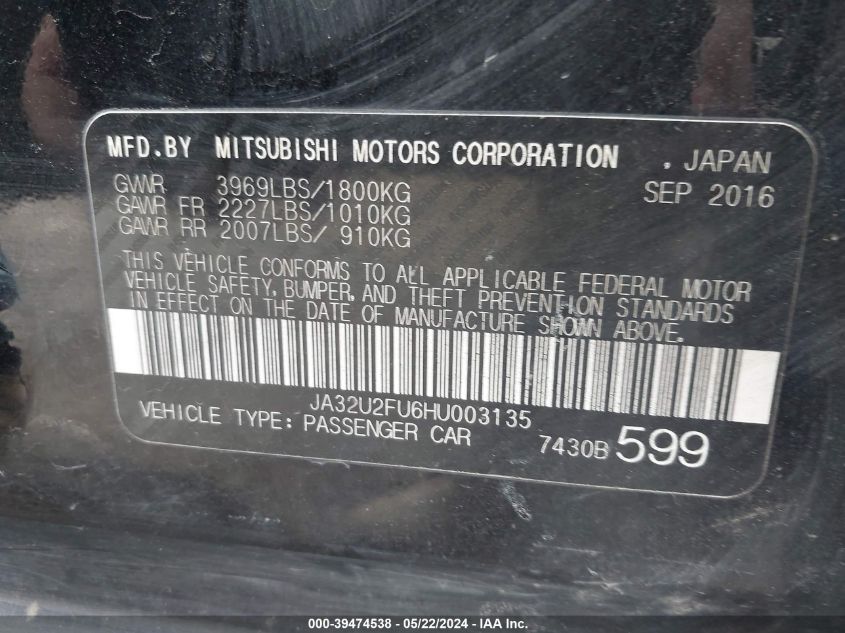 MFD.BY MITSUBISHI MOTORS CORPORATION , JAPAN
GVWR 3969LBS/1800KG SEP 2016
GAWR FR 2227LBS/1010KG
GAWR RR 2007LBS/ 910KG
THIS VEHICLE CONFORMS TO ALL APPLICABLE FEDERAL MOTOR
VEHICLE SAFETY, BUMPER, AND THEFT PREVENTION STANDARDS
IN EFFECT ON THE DATE OF MANUFACTURE SHOWN ABOVE.
JA32U2FU6HU003135
VEHICLE TYPE: PASSENGER CAR 7430B 599
000-39474538 - 05/22/2024 - IAA Inc.